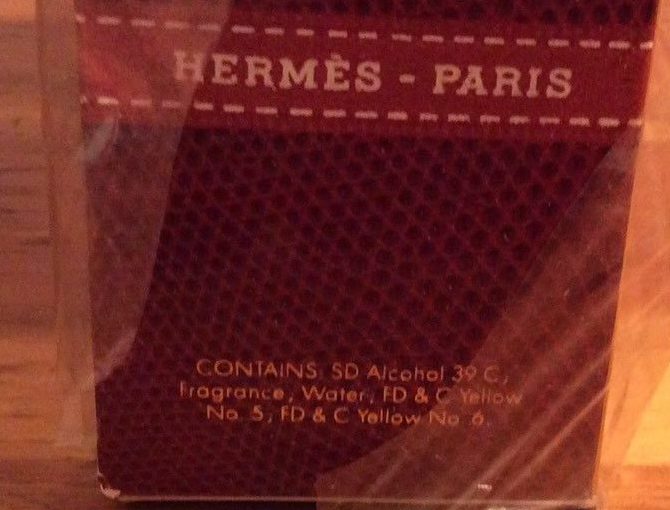 HERMÈS - PARIS
CONTAINS: SD Alcohol 39 C,
Fragrance, Water, FD & C Yellow
No. 5, FD & C Yellow No. 6.